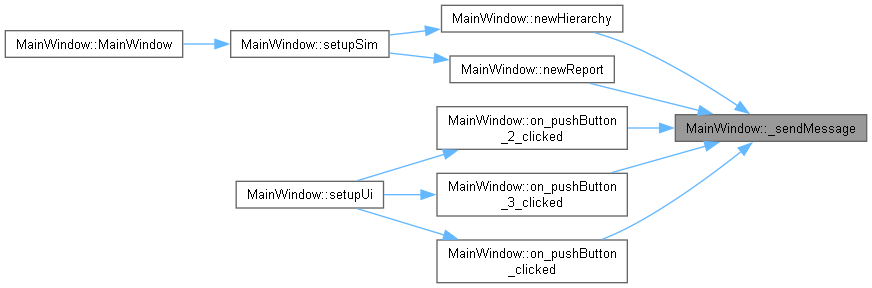 MainWindow::newHierarchy
MainWindow::MainWindow
MainWindow::setupSim
MainWindow::newReport
MainWindow::on_pushButton
_2_clicked
MainWindow::_sendMessage
MainWindow::setupUi
MainWindow::on_pushButton
_3_clicked
MainWindow::on_pushButton
_clicked